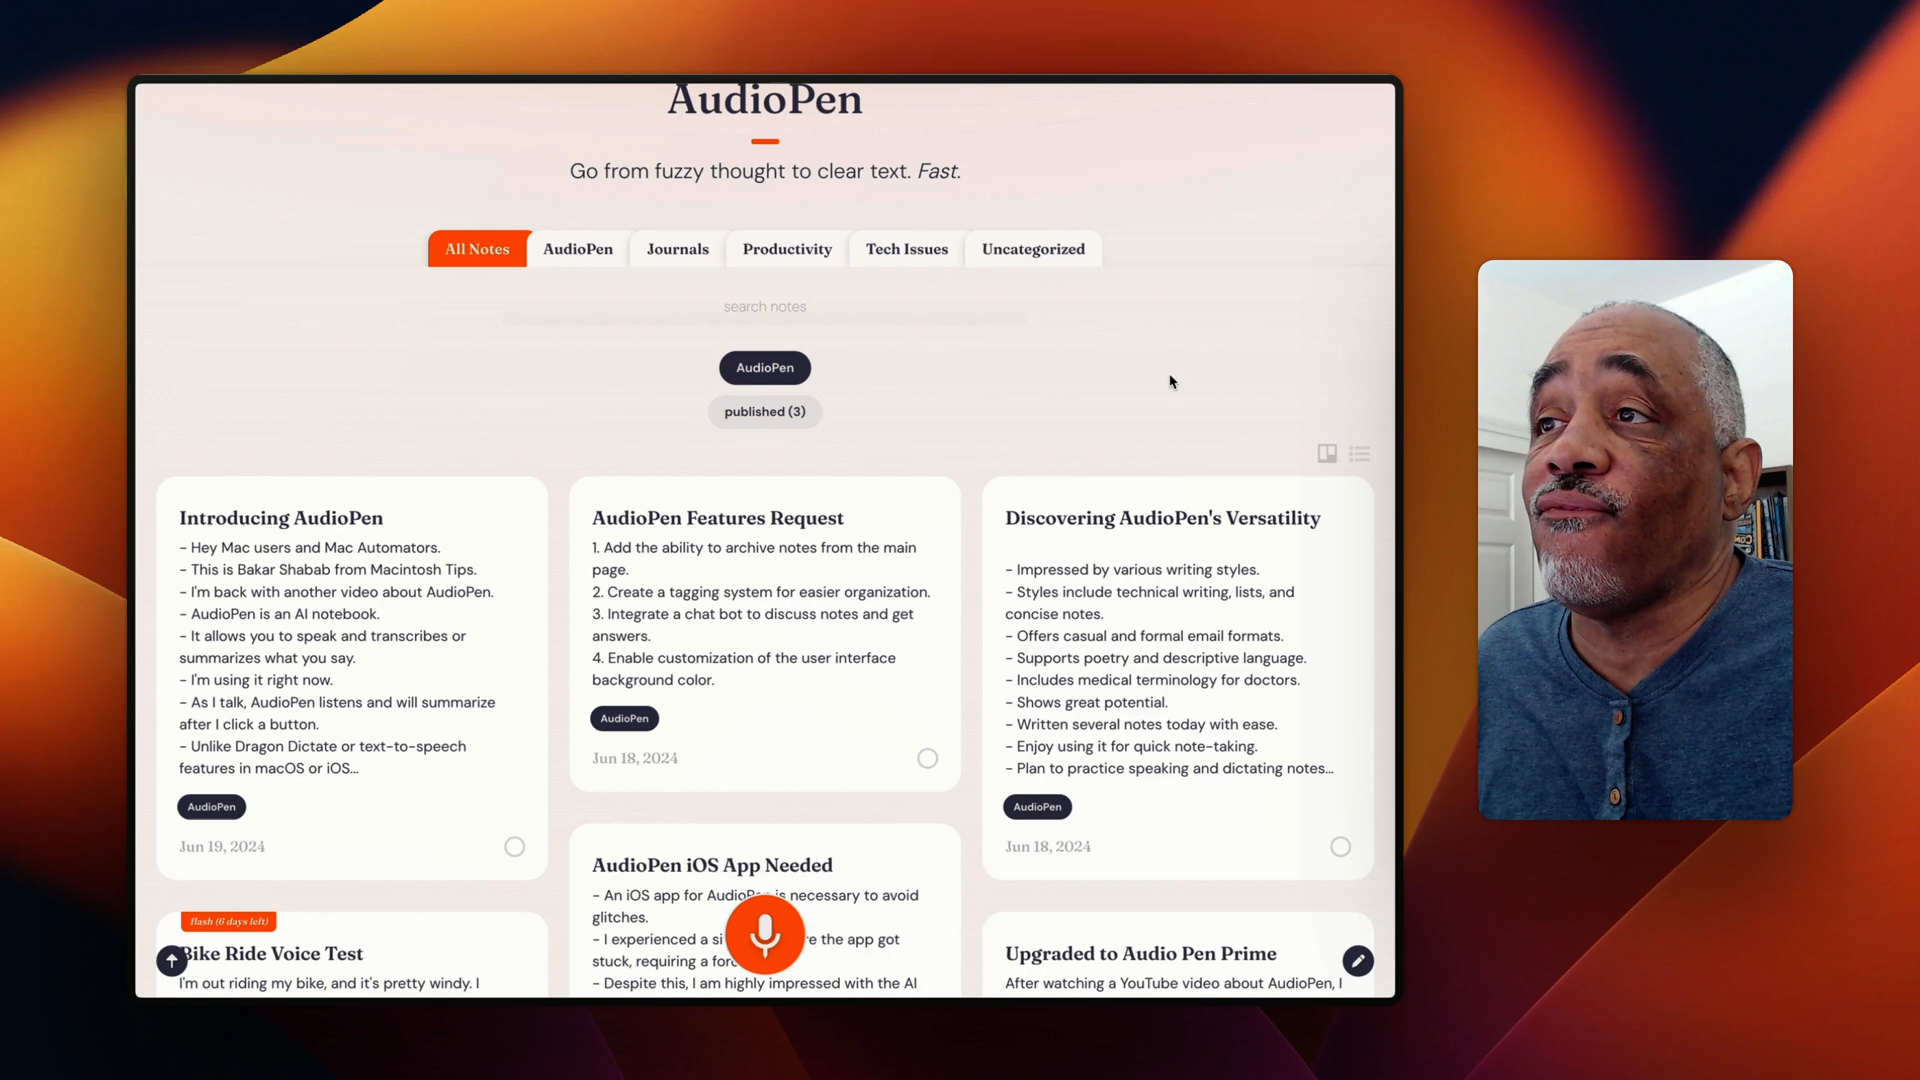 AudioPen
Go from fuzzy thought to clear text. Fast.
All Notes AudioPen Journals Productivity Tech Issues Uncategorized
search notes
AudioPen
published (3)
Introducing AudioPen
- Hey Mac users and Mac Automators.
- This is Bakar Shabab from Macintosh Tips.
- I'm back with another video about AudioPen.
- AudioPen is an AI notebook.
- It allows you to speak and transcribes or
summarizes what you say.
- I'm using it right now.
- As I talk, AudioPen listens and will summarize
after I click a button.
- Unlike Dragon Dictate or text-to-speech
features in macOS or iOS...
AudioPen
Jun 19, 2024
flash (6 days left)
Bike Ride Voice Test
I'm out riding my bike, and it's pretty windy. I
AudioPen Features Request
1. Add the ability to archive notes from the main
page.
2. Create a tagging system for easier organization.
3. Integrate a chat bot to discuss notes and get
answers.
4. Enable customization of the user interface
background color.
AudioPen
Jun 18, 2024
AudioPen iOS App Needed
- An iOS app for AudioPen is necessary to avoid
glitches.
- I experienced a the app got
stuck, requiring a
- Despite this, I am highly impressed with the AI
Discovering AudioPen's Versatility
- Impressed by various writing styles.
- Styles include technical writing, lists, and
concise notes.
- Offers casual and formal email formats.
- Supports poetry and descriptive language.
- Includes medical terminology for doctors.
- Shows great potential.
- Written several notes today with ease.
- Enjoy using it for quick note-taking.
- Plan to practice speaking and dictating notes...
AudioPen
Jun 18, 2024
Upgraded to Audio Pen Prime
After watching a YouTube video about AudioPen, I